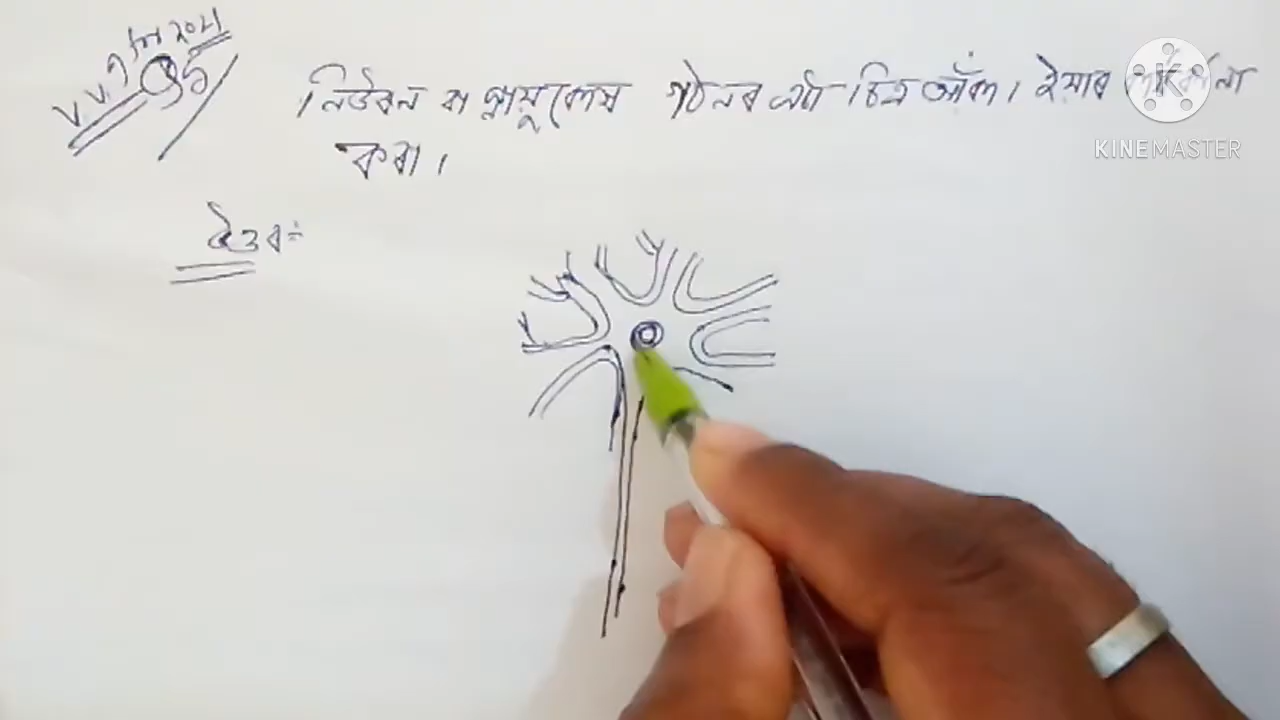 V.V.
নিউৰন বা স্নায়ুকোষ গঠনৰ এটা চিত্ৰ আঁকা। ইয়াৰ
কৰা।
উত্তৰঃ
KINEMASTER